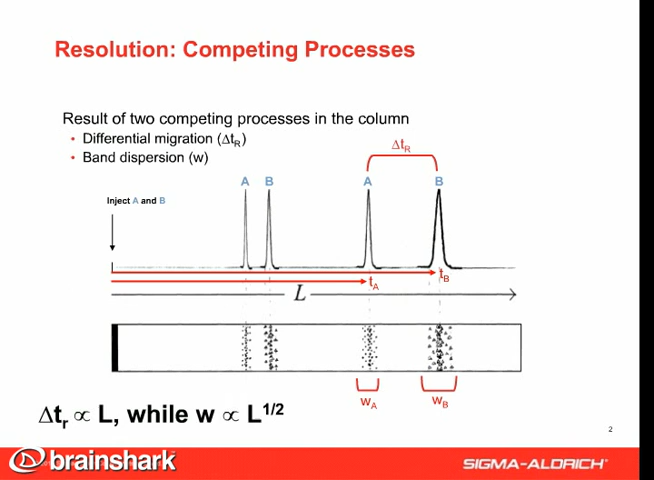 Resolution: Competing Processes
Result of two competing processes in the column
• Differential migration (Δt_R)
• Band dispersion (w)
Δt_R
A B A B
Inject A and B
t_B
t_A
L
w_A w_B
Δt_r ∝ L, while w ∝ L^1/2
2
brainshark
SIGMA-ALDRICH®